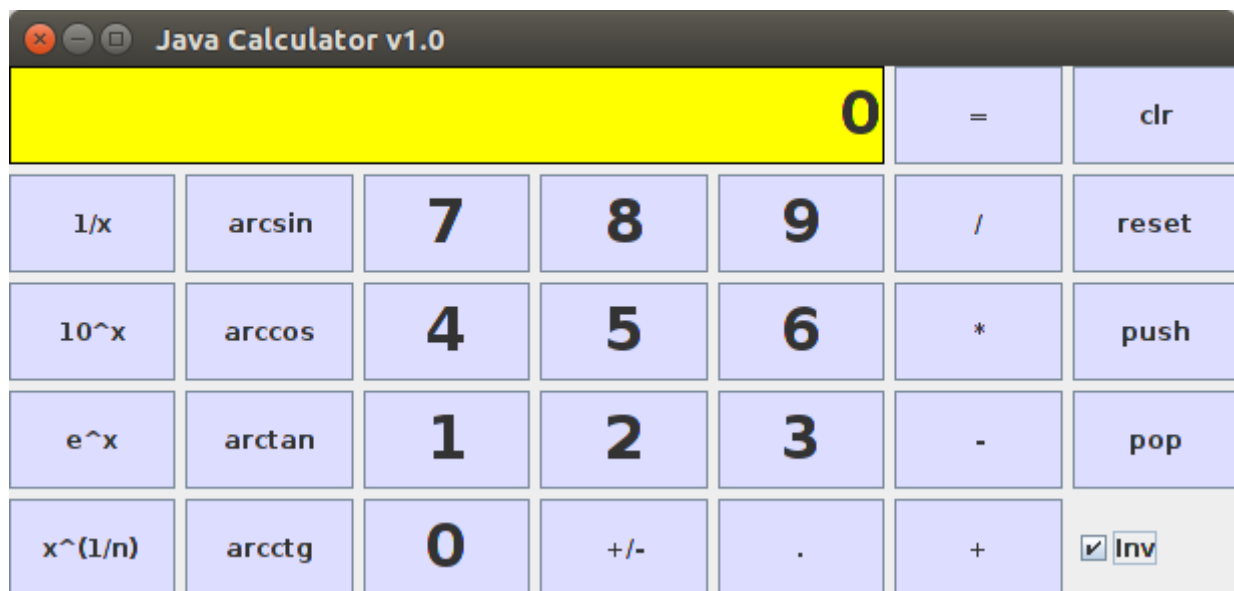 Java Calculator v1.0
0 = clr
1/x arcsin 7 8 9 / reset
10^x arccos 4 5 6 * push
e^x arctan 1 2 3 - pop
x^(1/n) arcctg 0 +/- . + Inv